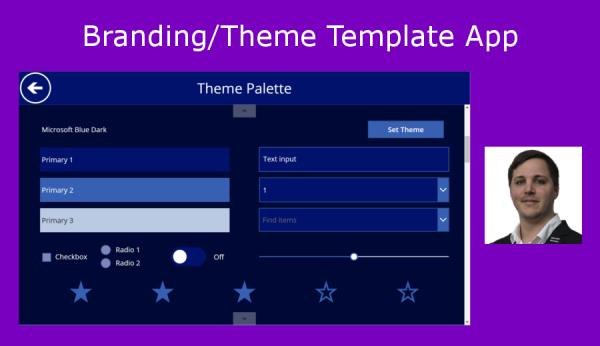 Branding/Theme Template App
Theme Palette
Microsoft Blue Dark
Set Theme
Primary 1
Text input
Primary 2
1
Primary 3
Find items
Checkbox
Radio 1
Radio 2
Off